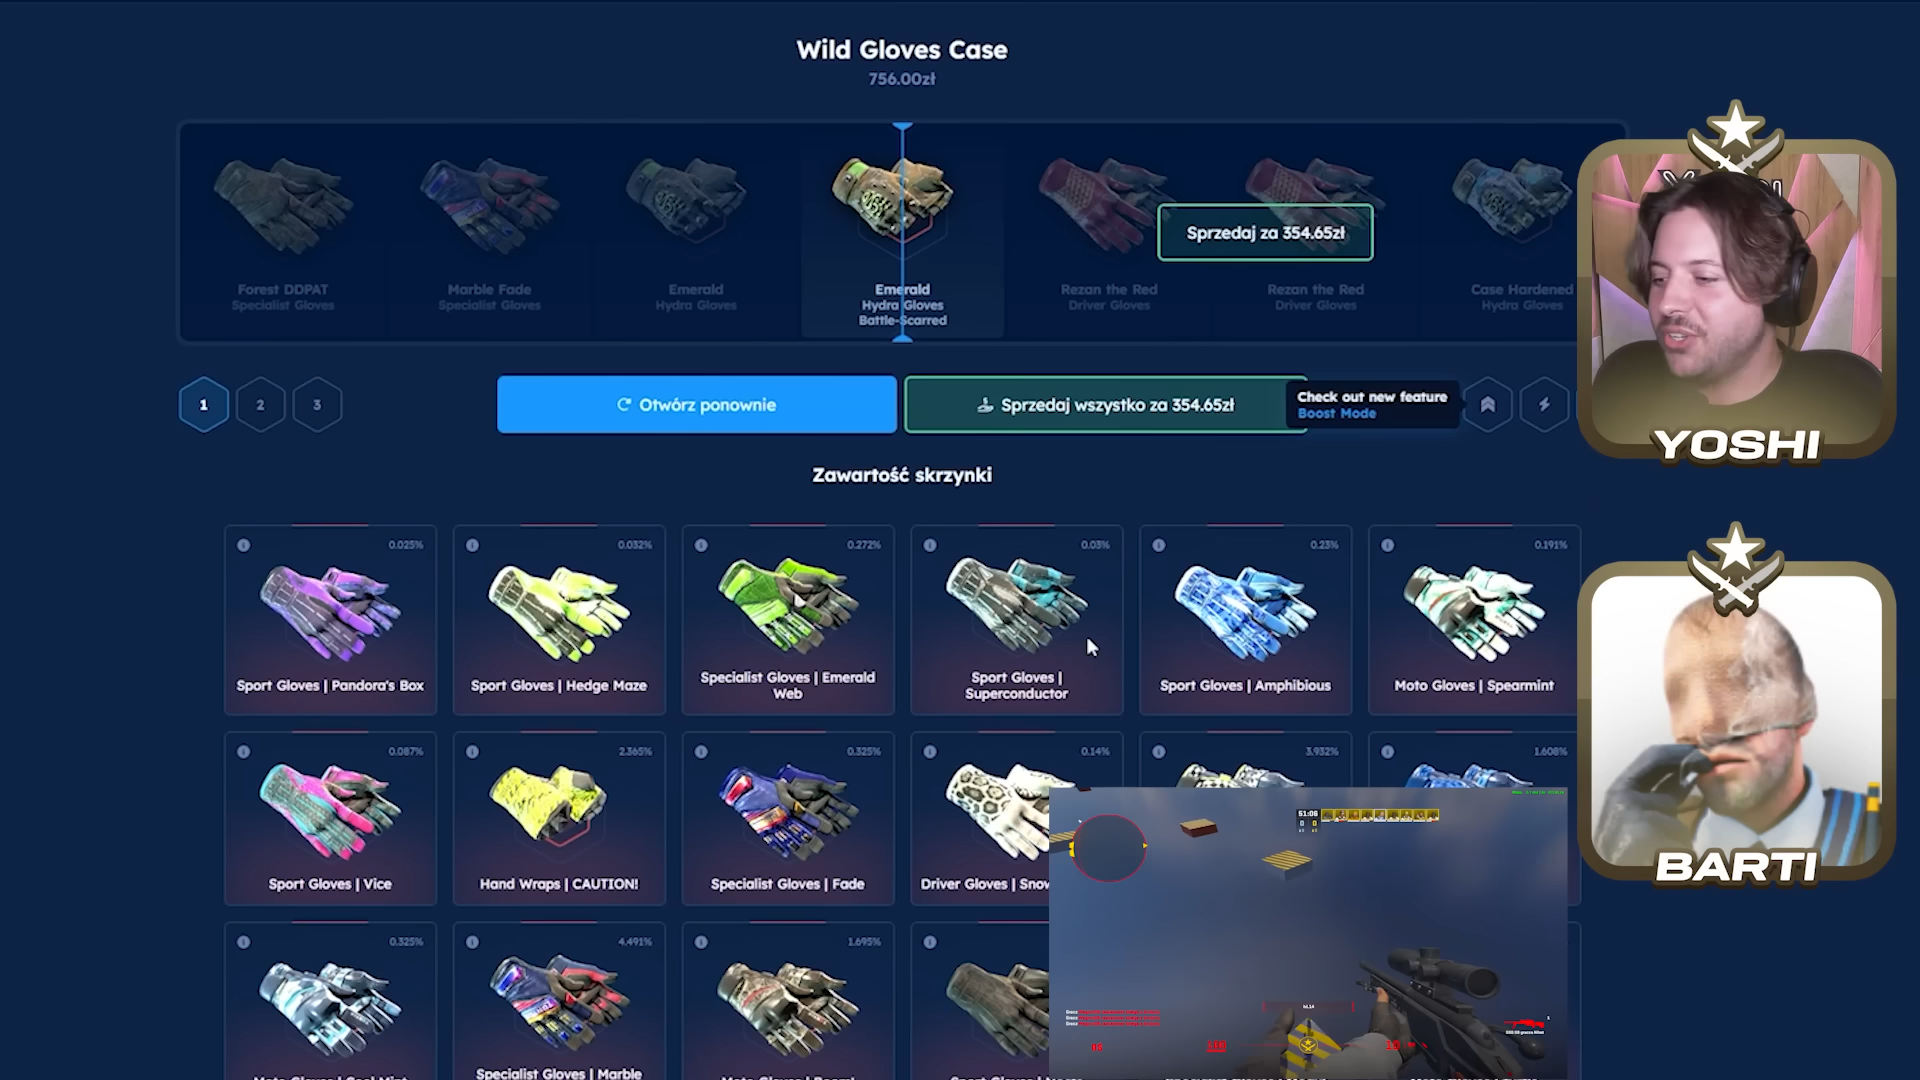 Wild Gloves Case
756.00zł
Forest DDPAT
Specialist Gloves
Marble Fade
Specialist Gloves
Emerald
Hydra Gloves
Emerald
Hydra Gloves
Battle-Scarred
Rezan the Red
Driver Gloves
Rezan the Red
Driver Gloves
Case Hardened
Hydra Gloves
Sprzedaj za 354.65zł
1
2
3
Otwórz ponownie
Sprzedaj wszystko za 354.65zł
Check out new feature
Boost Mode
YOSHI
Zawartość skrzynki
0.025%
Sport Gloves | Pandora's Box
0.032%
Sport Gloves | Hedge Maze
0.272%
Specialist Gloves | Emerald
Web
0.03%
Sport Gloves |
Superconductor
0.23%
Sport Gloves | Amphibious
0.191%
Moto Gloves | Spearmint
0.087%
Sport Gloves | Vice
2.365%
Hand Wraps | CAUTION!
0.325%
Specialist Gloves | Fade
0.14%
Driver Gloves | Snow
3.932%
1.608%
BARTI
51:06
0.325%
4.491%
Specialist Gloves | Marble
1.695%